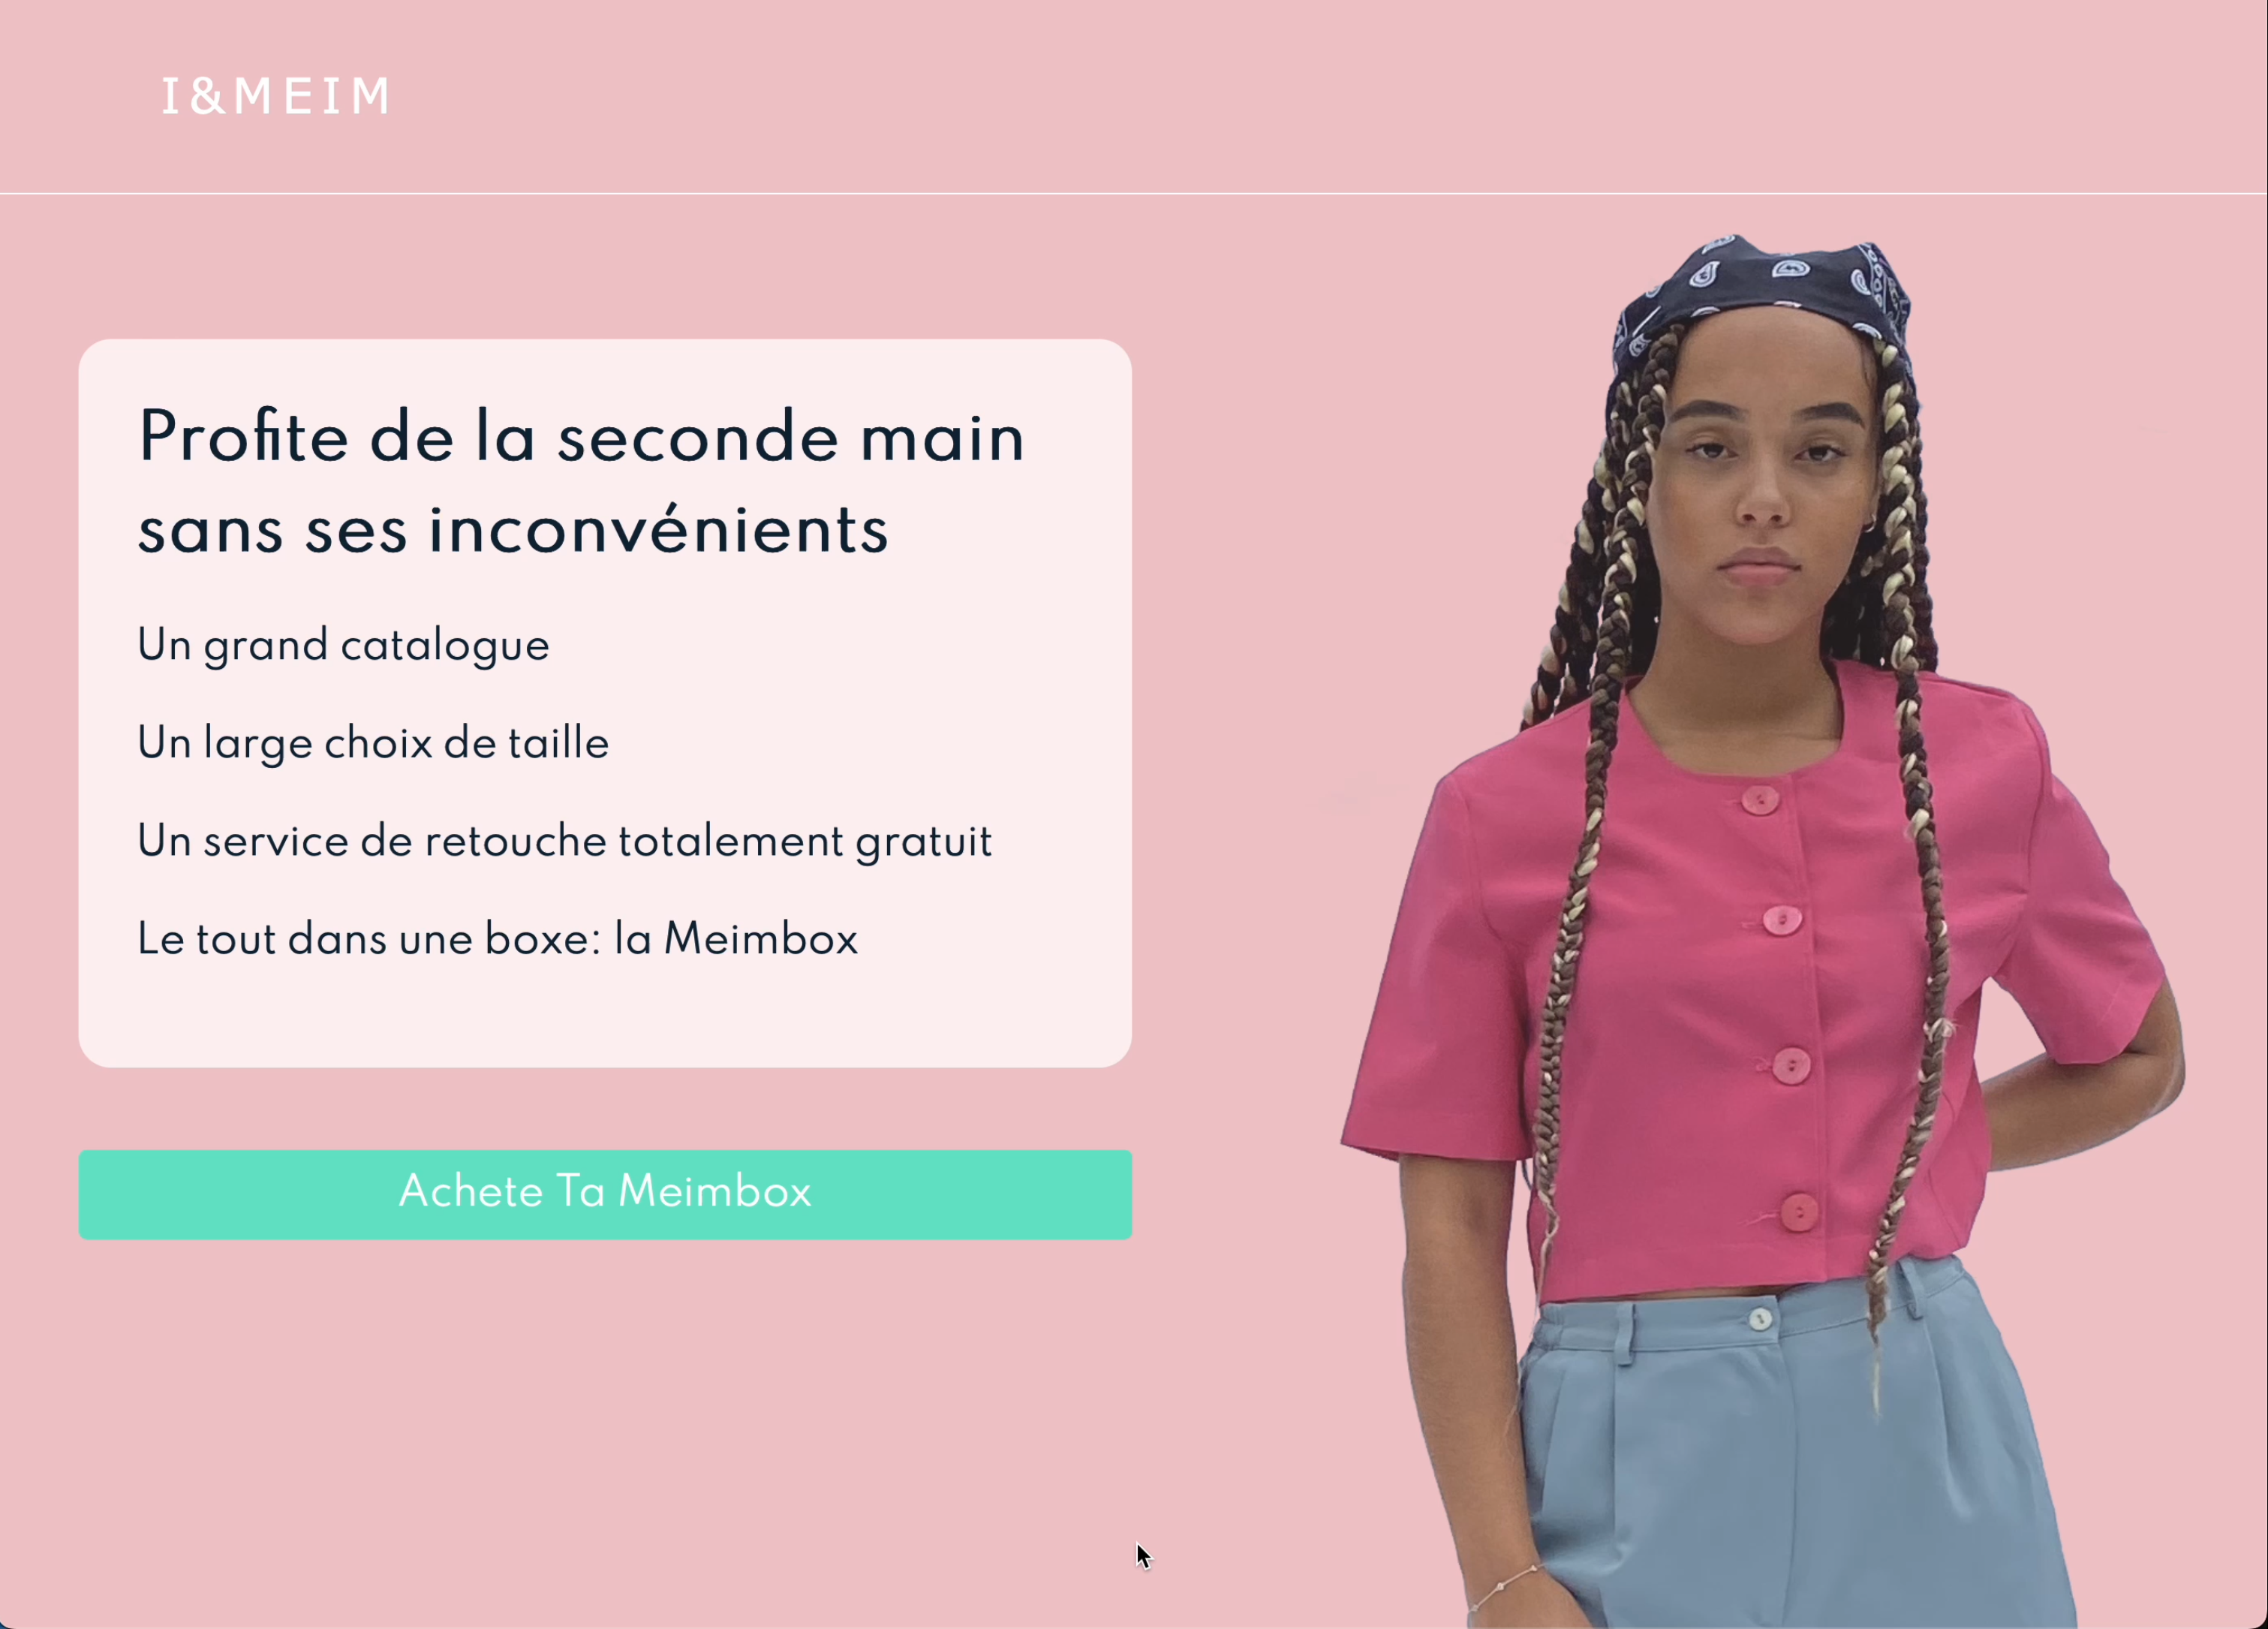 I&MEIM
Profite de la seconde main
sans ses inconvénients
Un grand catalogue
Un large choix de taille
Un service de retouche totalement gratuit
Le tout dans une boxe: la Meimbox
Achete Ta Meimbox